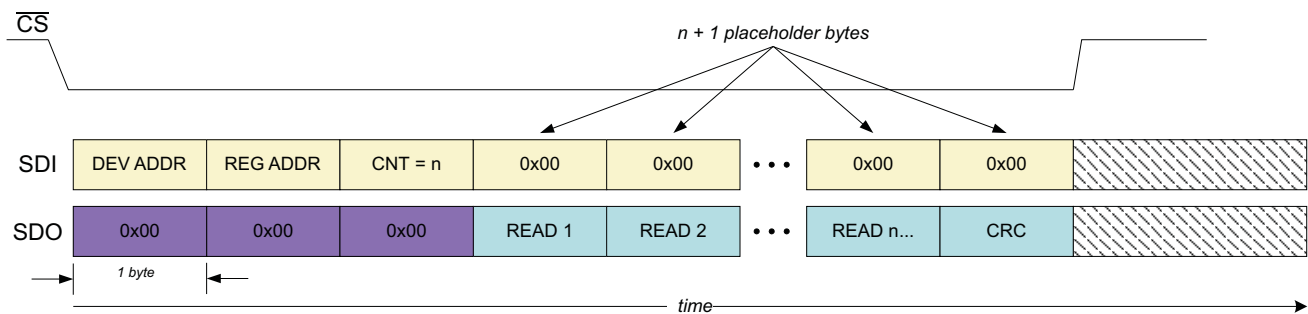 CS
n + 1 placeholder bytes
SDI DEV ADDR REG ADDR CNT = n 0x00 0x00 • • • 0x00 0x00
SDO 0x00 0x00 0x00 READ 1 READ 2 • • • READ n... CRC
1 byte
time